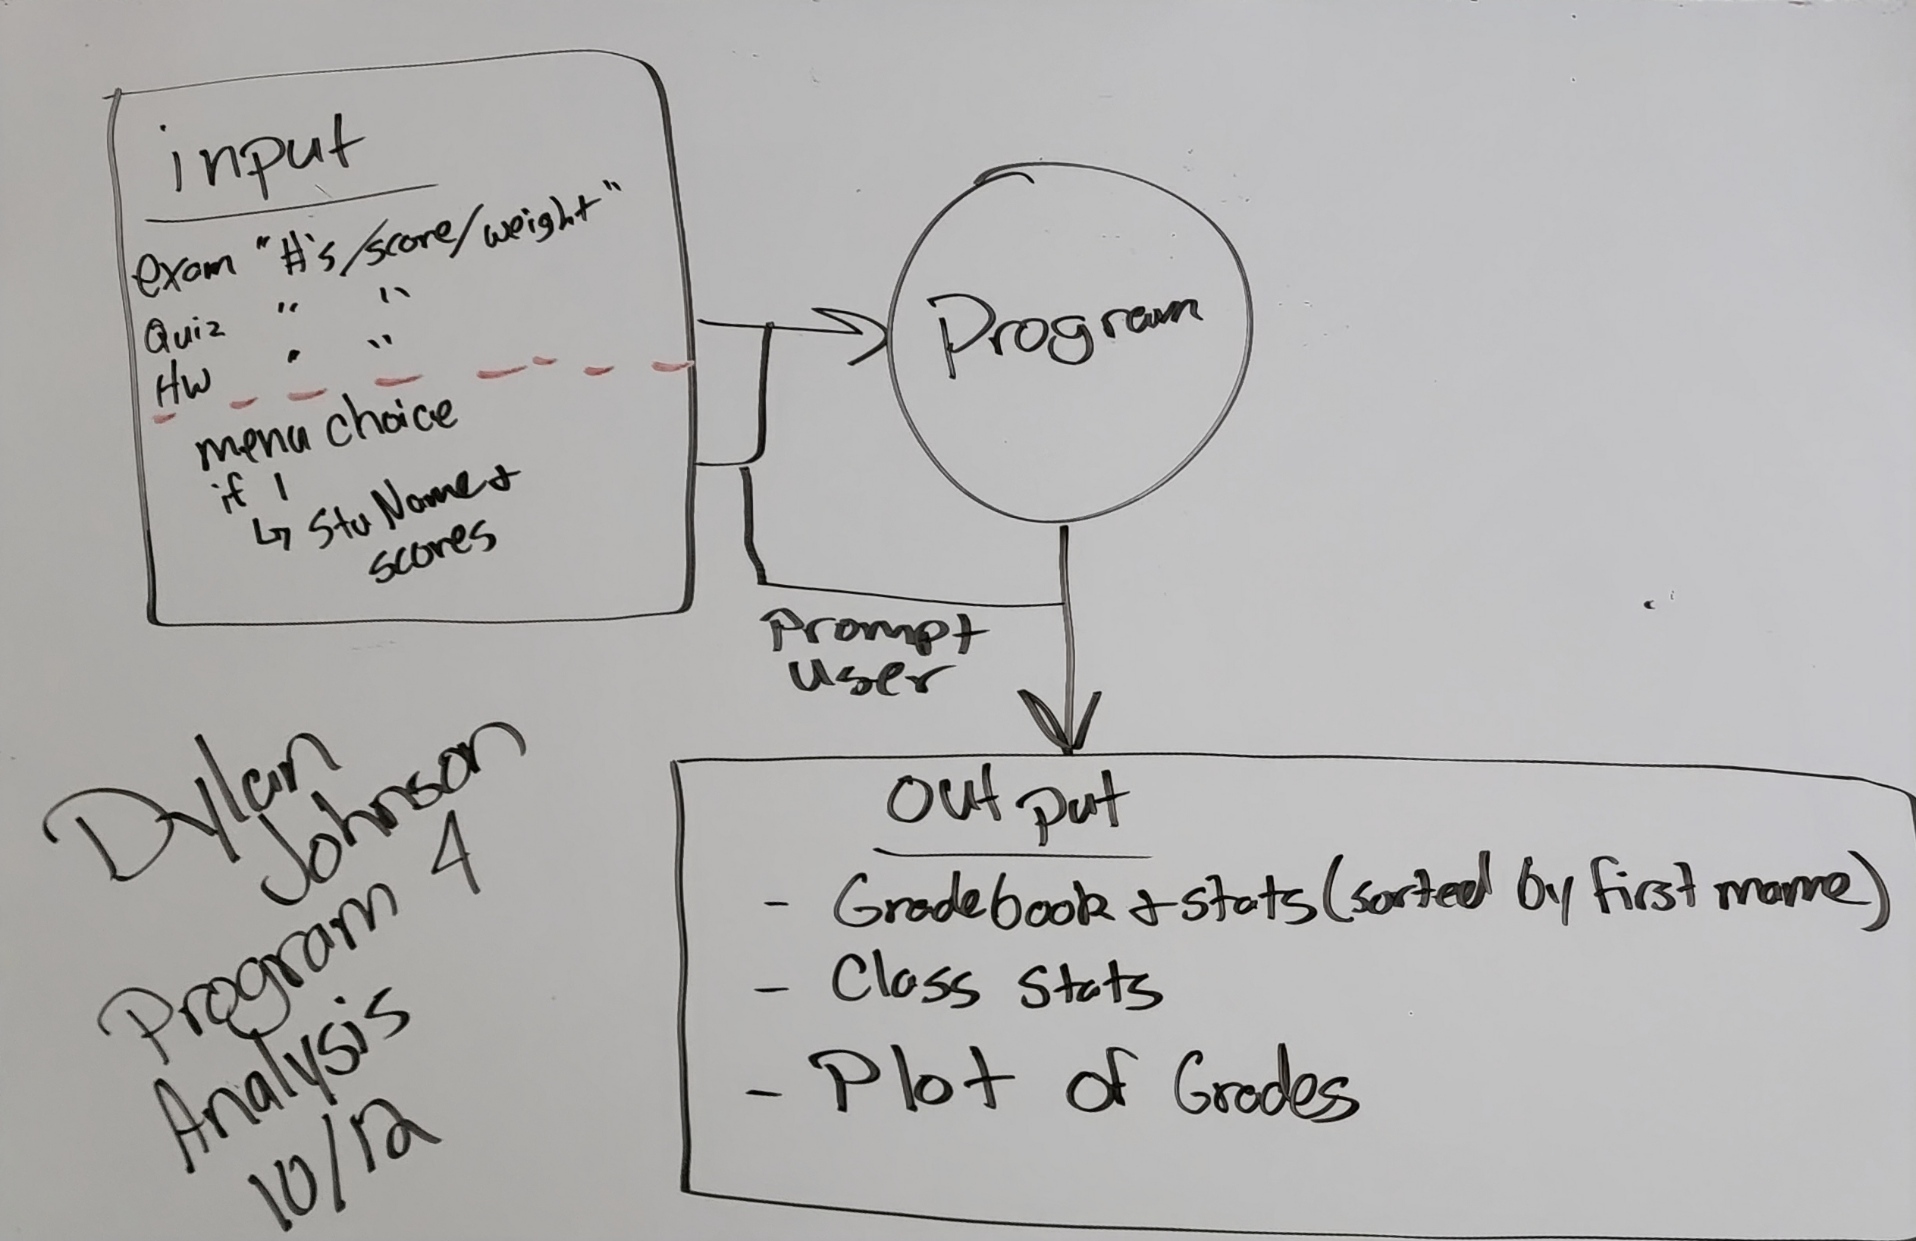 input
exam "#'s/score/weight"
Quiz " "
HW " "
menu choice
if 1
↳ Stu Name +
scores
Program
Prompt
User
Output
- Gradebook + stats (sorted by first name)
- Class Stats
- Plot of Grades
Dylan
Johnson
Program 4
Analysis
10/12